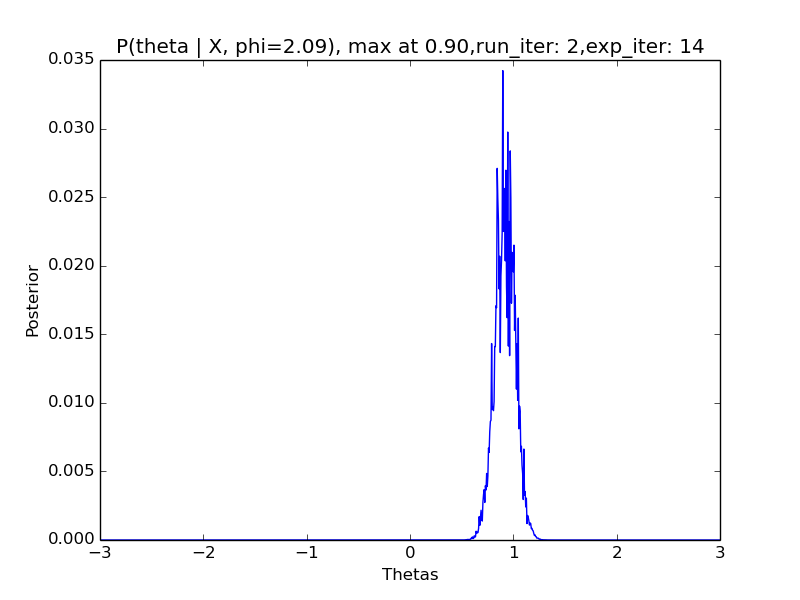 P(theta | X, phi=2.09), max at 0.90,run_iter: 2,exp_iter: 14
0.035
0.030
0.025
0.020
0.015
0.010
0.005
0.000
Posterior
−3 −2 −1 0 1 2 3
Thetas